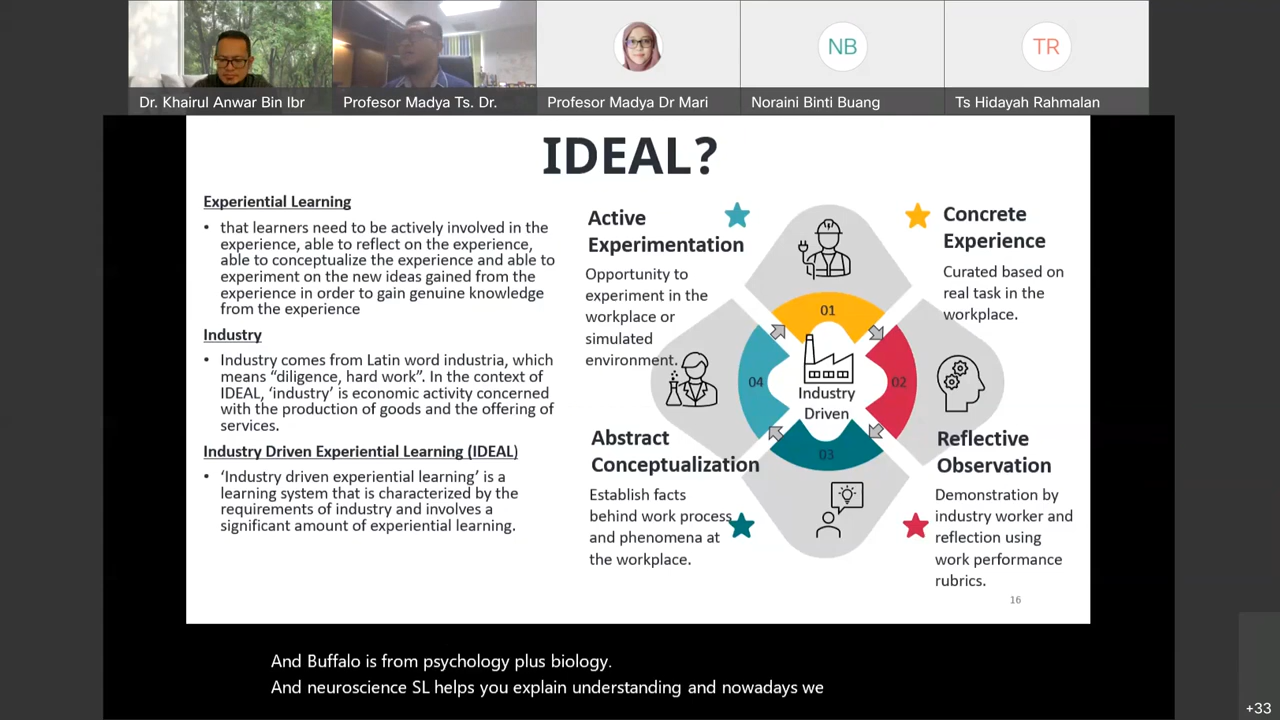 Dr. Khairul Anwar Bin Ibr
Profesor Madya Ts. Dr.
Profesor Madya Dr Mari
NB
Noraini Binti Buang
TR
Ts Hidayah Rahmalan
IDEAL?
Experiential Learning
• that learners need to be actively involved in the
experience, able to reflect on the experience,
able to conceptualize the experience and able to
experiment on the new ideas gained from the
experience in order to gain genuine knowledge
from the experience
Industry
• Industry comes from Latin word industria, which
means “diligence, hard work”. In the context of
IDEAL, ‘industry’ is economic activity concerned
with the production of goods and the offering of
services.
Industry Driven Experiential Learning (IDEAL)
• ‘Industry driven experiential learning’ is a
learning system that is characterized by the
requirements of industry and involves a
significant amount of experiential learning.
Active
Experimentation
Opportunity to
experiment in the
workplace or
simulated
environment.
Concrete
Experience
Curated based on
real task in the
workplace.
01
02
03
04
Industry
Driven
Abstract
Conceptualization
Establish facts
behind work process
and phenomena at
the workplace.
Reflective
Observation
Demonstration by
industry worker and
reflection using
work performance
rubrics.
16
And Buffalo is from psychology plus biology.
And neuroscience SL helps you explain understanding and nowadays we
+33